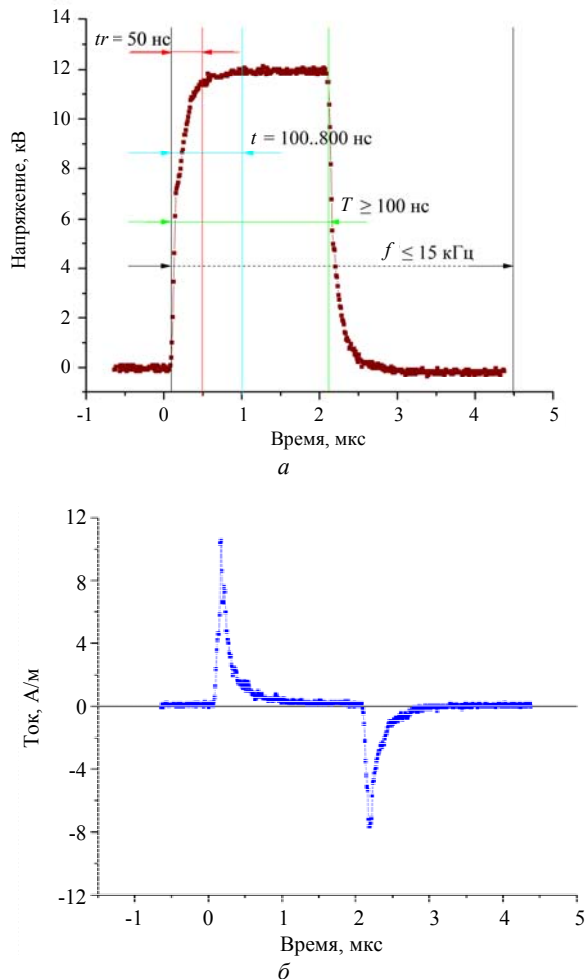 14
tr = 50 нс
12
10
t = 100..800 нс
8
Напряжение, кВ
T ≥ 100 нс
6
f ≤ 15 кГц
4
2
0
-1 0 1 2 3 4 5
Время, мкс
а
12
8
4
Ток, А/м
0
-4
-8
-12
-1 0 1 2 3 4 5
Время, мкс
б